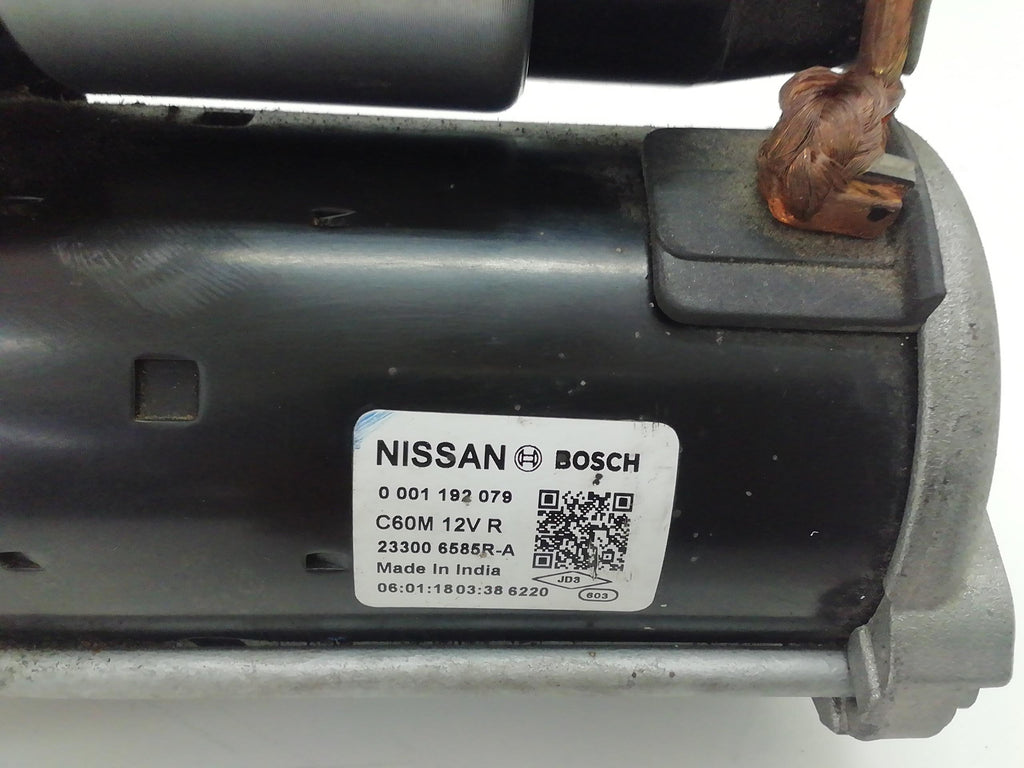 NISSAN BOSCH
0 001 192 079
C60M 12V R
23300 6585R-A
Made In India
JD3
06:01:18 03:38 6220
603